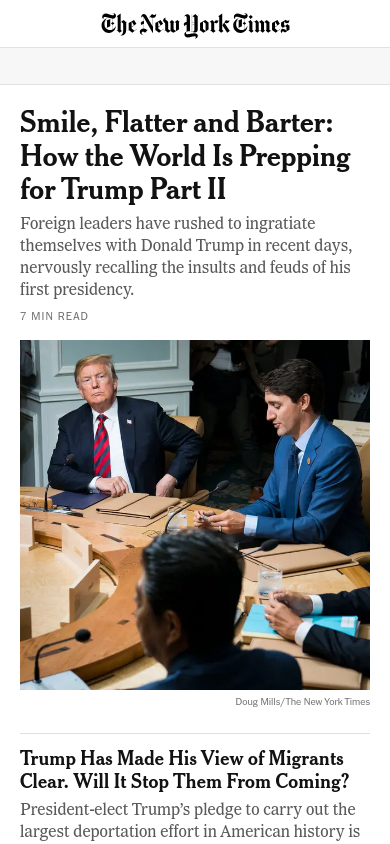 The New York Times
Smile, Flatter and Barter:
How the World Is Prepping
for Trump Part II
Foreign leaders have rushed to ingratiate
themselves with Donald Trump in recent days,
nervously recalling the insults and feuds of his
first presidency.
7 MIN READ
Doug Mills/The New York Times
Trump Has Made His View of Migrants
Clear. Will It Stop Them From Coming?
President-elect Trump’s pledge to carry out the
largest deportation effort in American history is